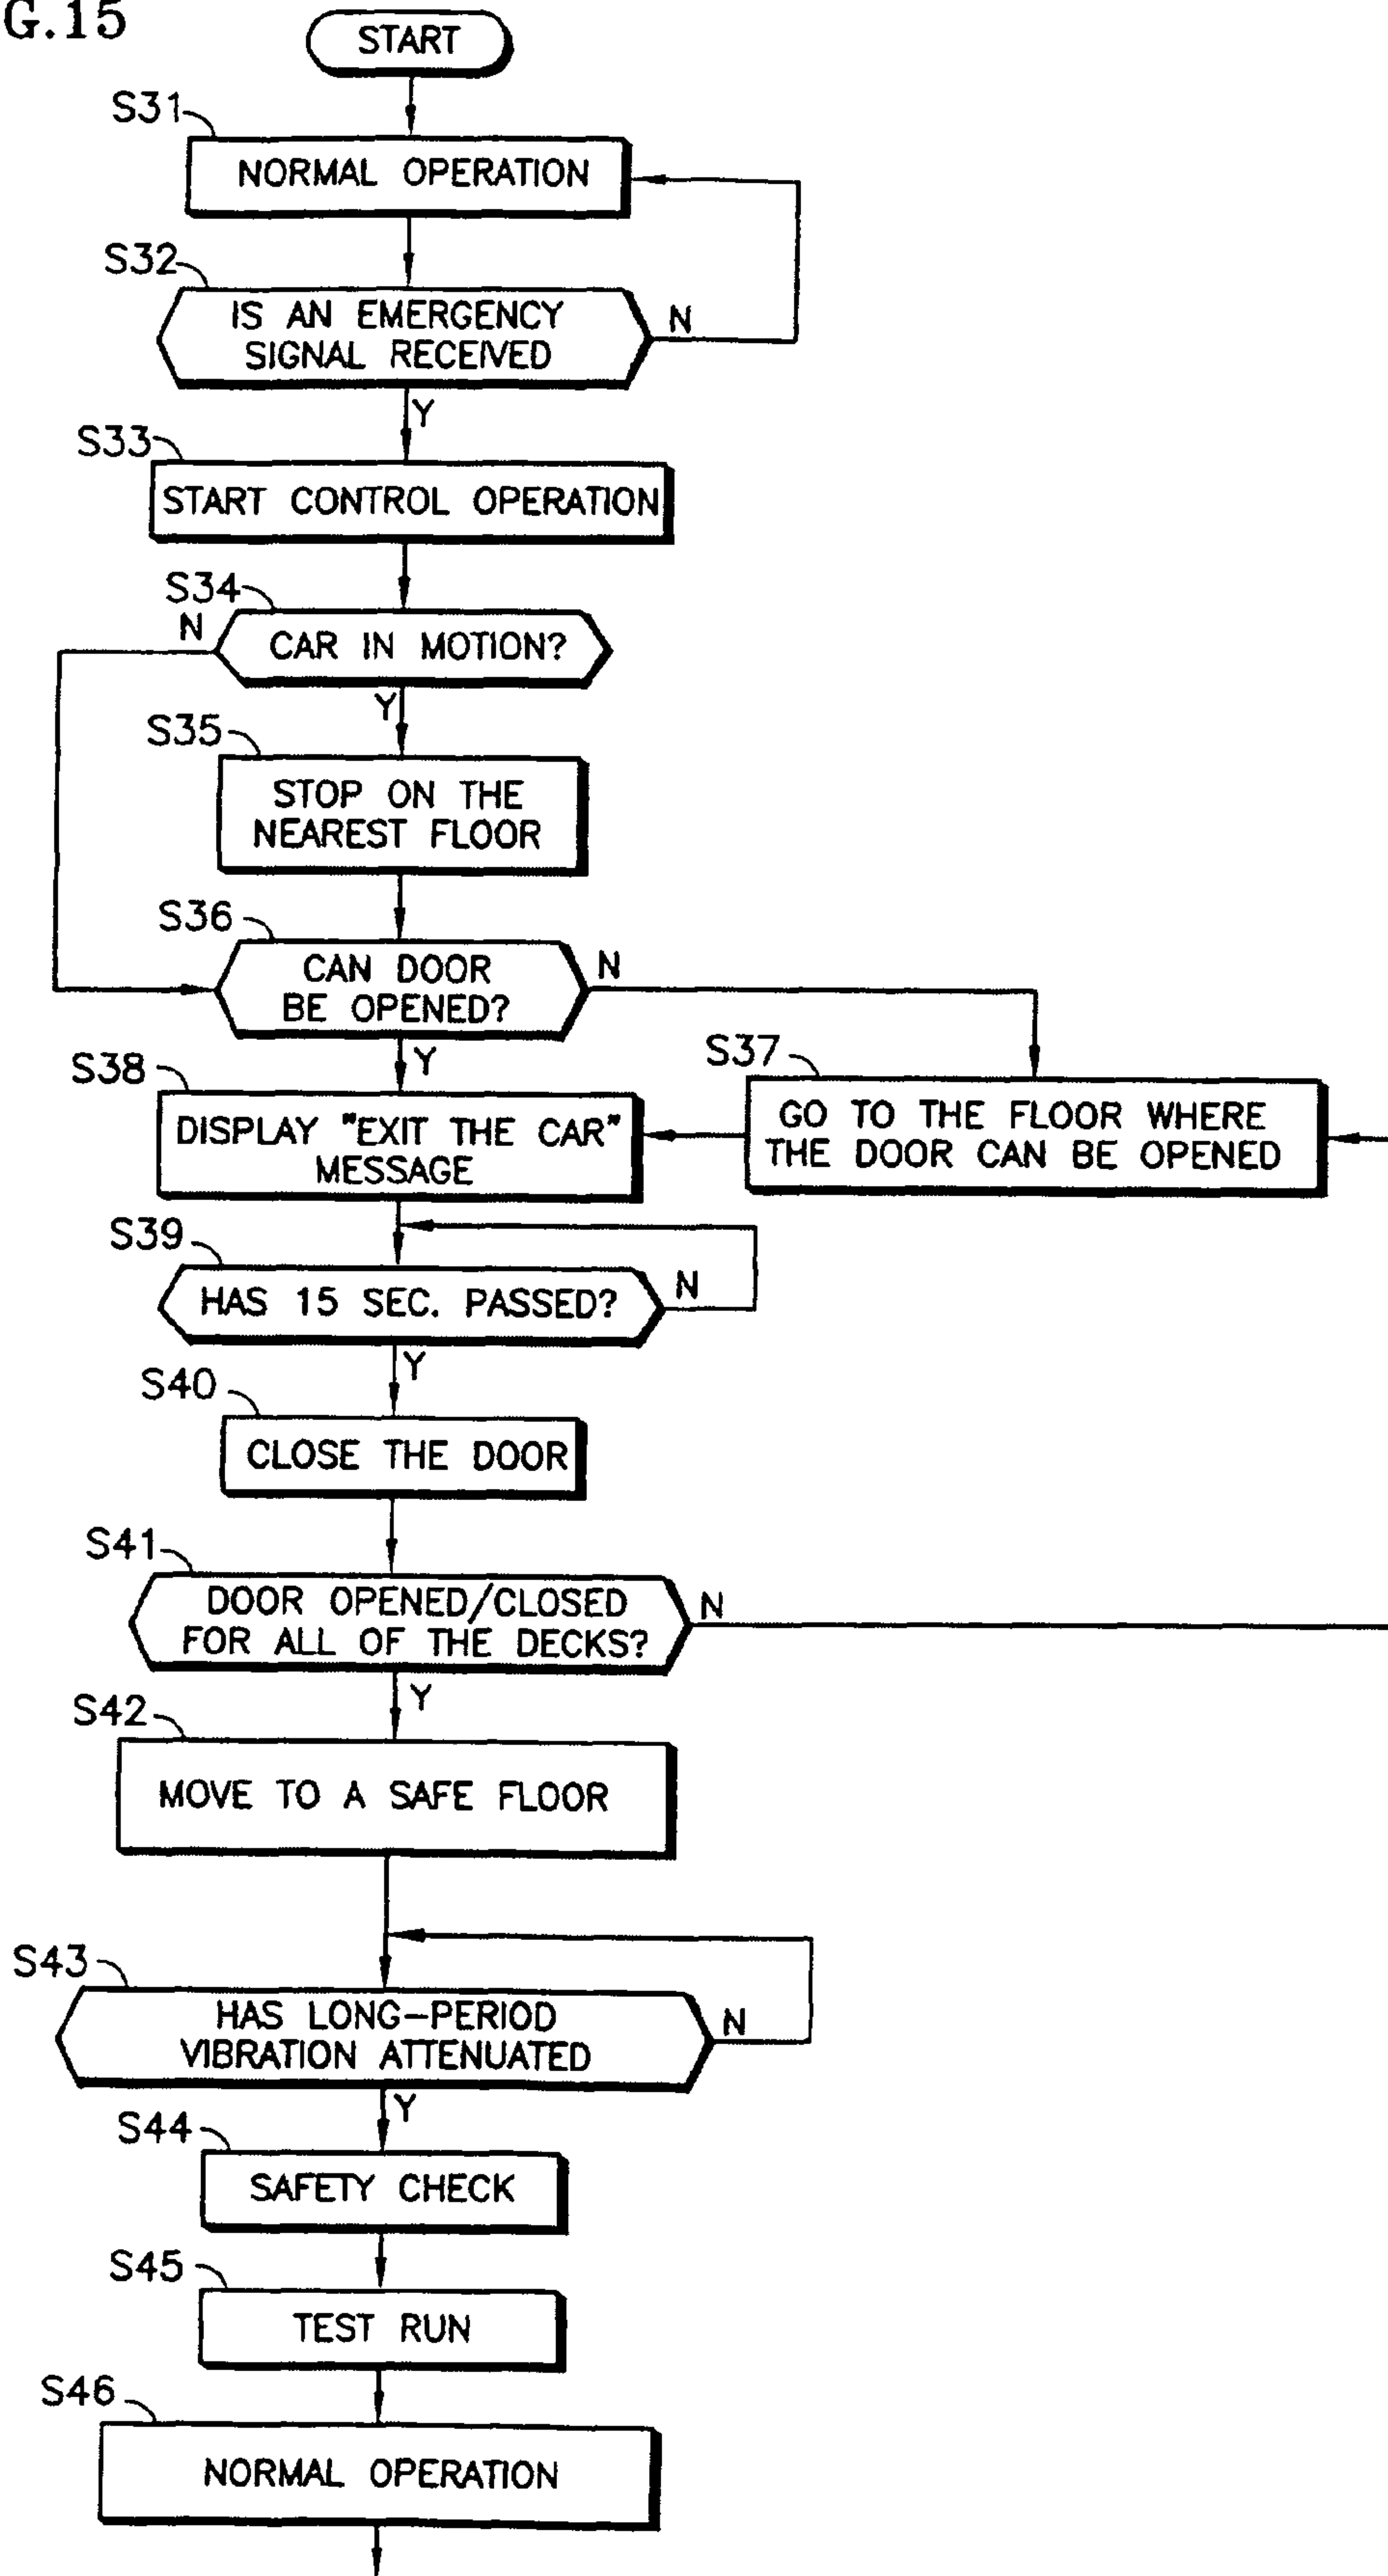 G.15
START
S31
NORMAL OPERATION
S32
IS AN EMERGENCY
SIGNAL RECEIVED
N
Y
S33
START CONTROL OPERATION
S34
N
CAR IN MOTION?
Y
S35
STOP ON THE
NEAREST FLOOR
S36
CAN DOOR
BE OPENED?
N
Y
S37
GO TO THE FLOOR WHERE
THE DOOR CAN BE OPENED
S38
DISPLAY "EXIT THE CAR"
MESSAGE
S39
HAS 15 SEC. PASSED?
N
Y
S40
CLOSE THE DOOR
S41
DOOR OPENED/CLOSED
FOR ALL OF THE DECKS?
N
Y
S42
MOVE TO A SAFE FLOOR
S43
HAS LONG-PERIOD
VIBRATION ATTENUATED
N
Y
S44
SAFETY CHECK
S45
TEST RUN
S46
NORMAL OPERATION